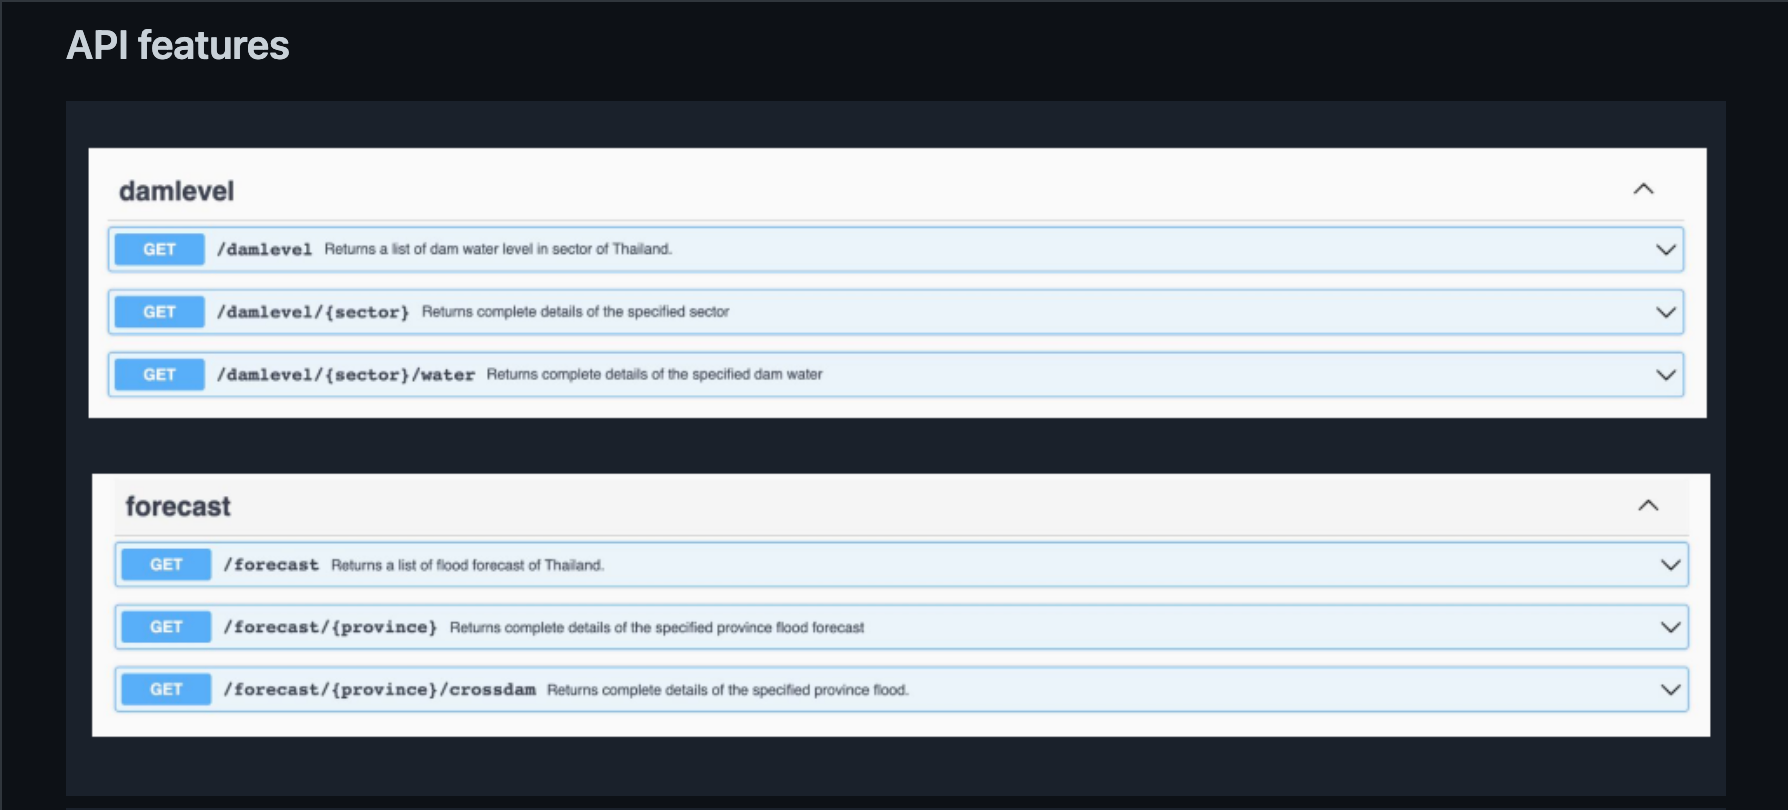 API features
damlevel
GET /damlevel Returns a list of dam water level in sector of Thailand.
GET /damlevel/{sector} Returns complete details of the specified sector
GET /damlevel/{sector}/water Returns complete details of the specified dam water
forecast
GET /forecast Returns a list of flood forecast of Thailand.
GET /forecast/{province} Returns complete details of the specified province flood forecast
GET /forecast/{province}/crossdam Returns complete details of the specified province flood.